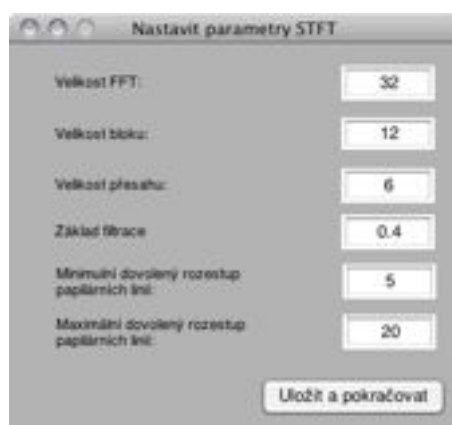 Nastavit parametry STFT
Velikost FFT: 32
Velikost bloku: 12
Velikost přesahu: 6
Základ filtrace 0.4
Minimální dovolený rozestup
papilárních linií: 5
Maximální dovolený rozestup
papilárních linií: 20
Uložit a pokračovat